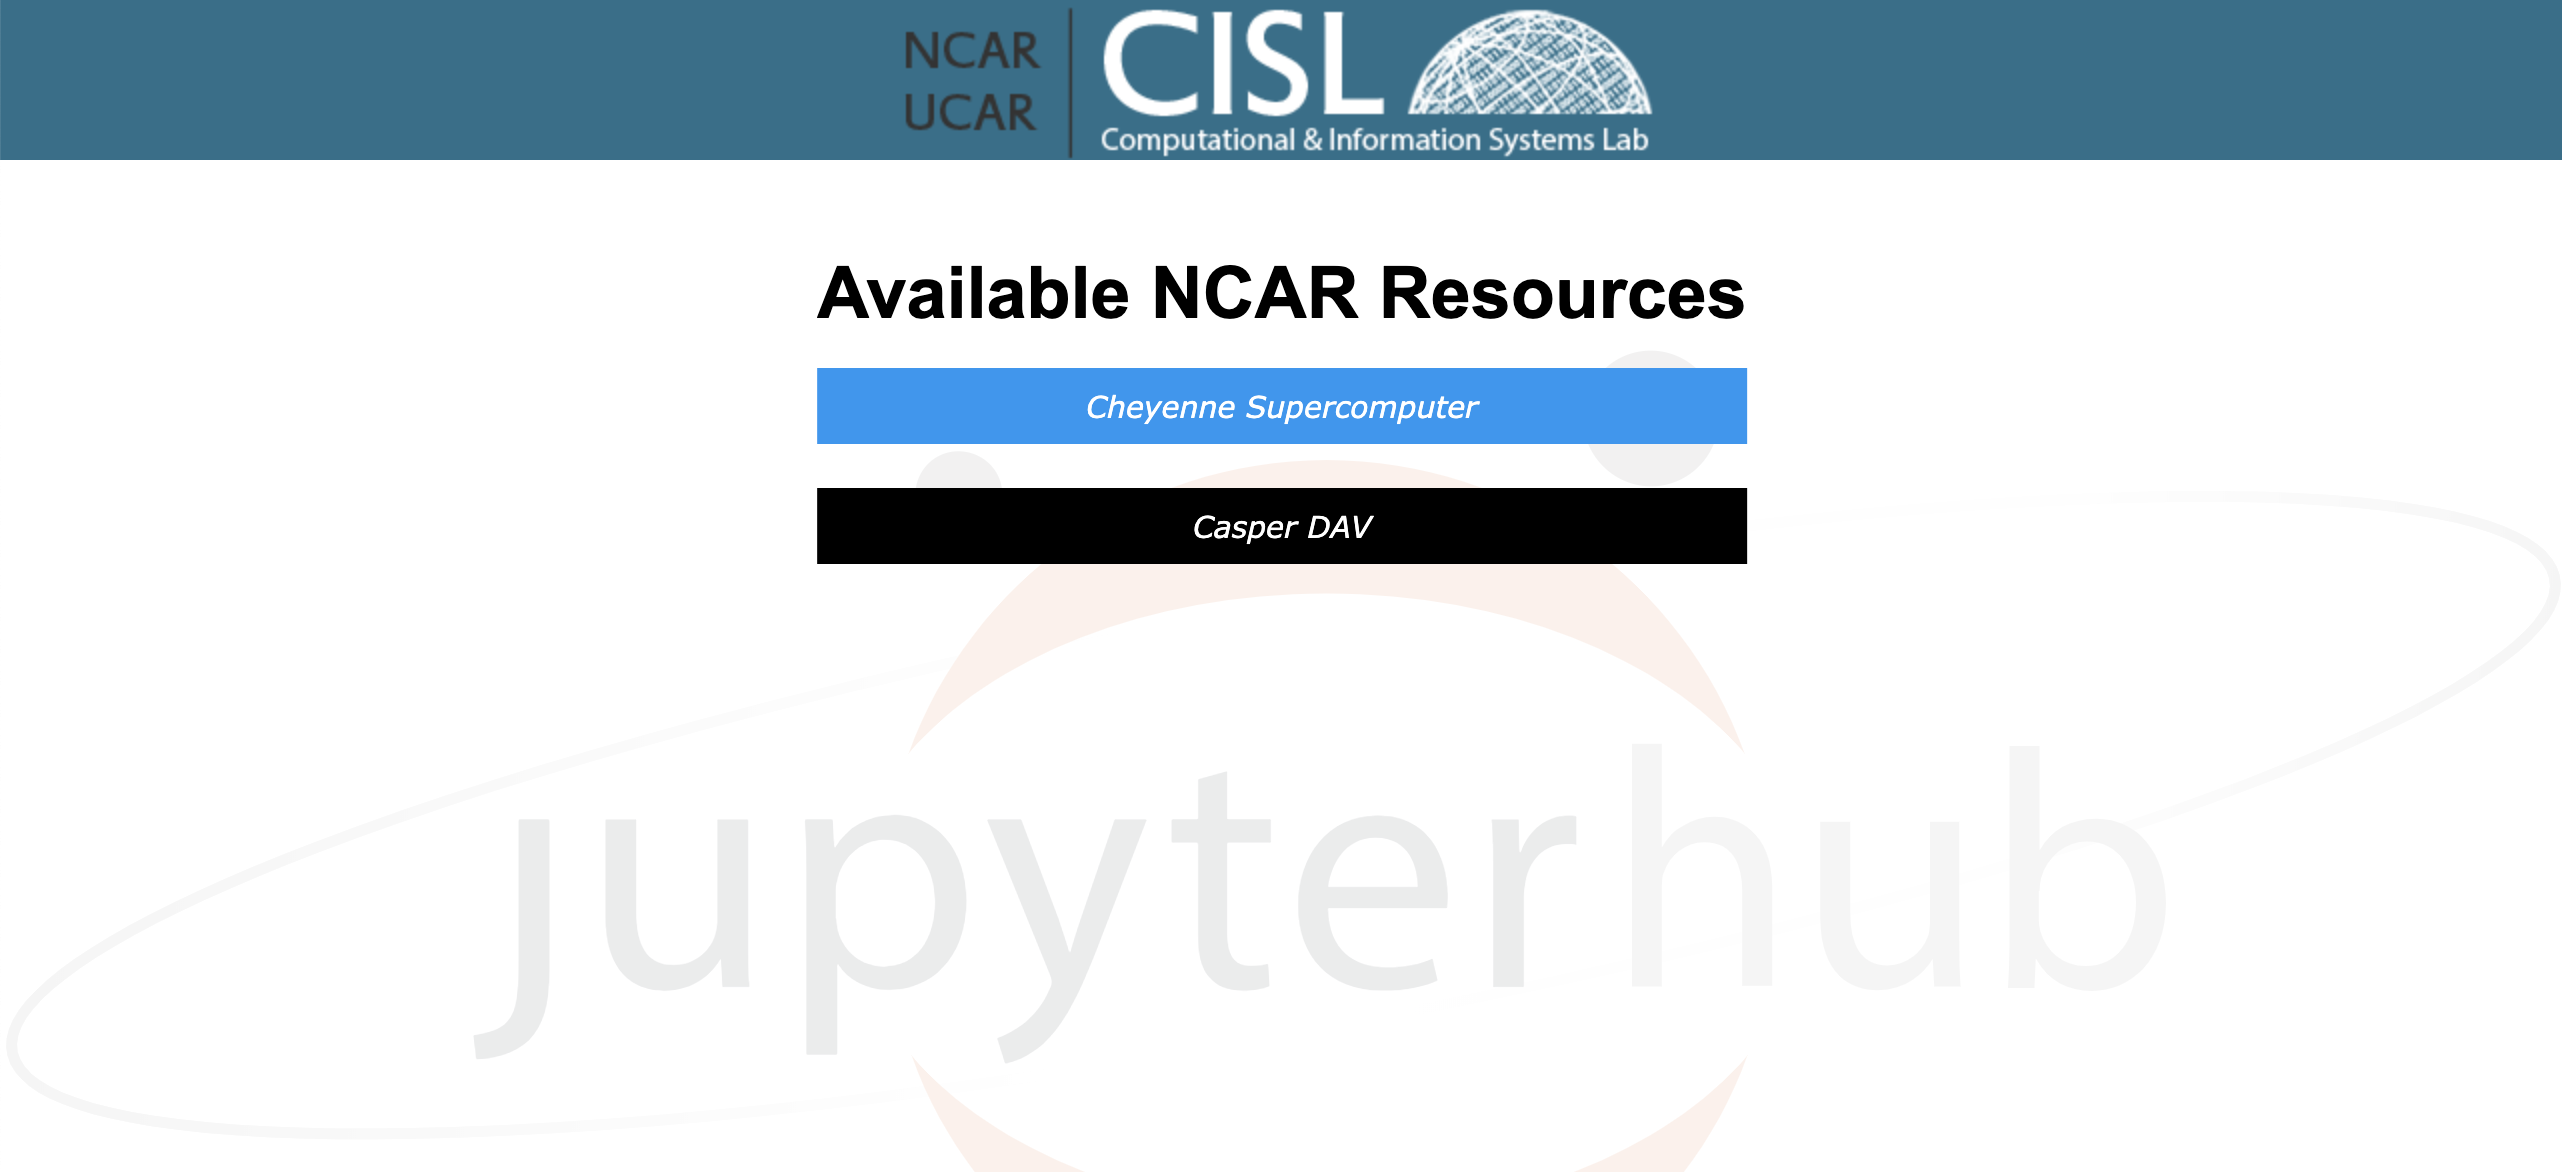 NCAR
UCAR
CISL
Computational & Information Systems Lab
Available NCAR Resources
Cheyenne Supercomputer
Casper DAV
jupyterhub